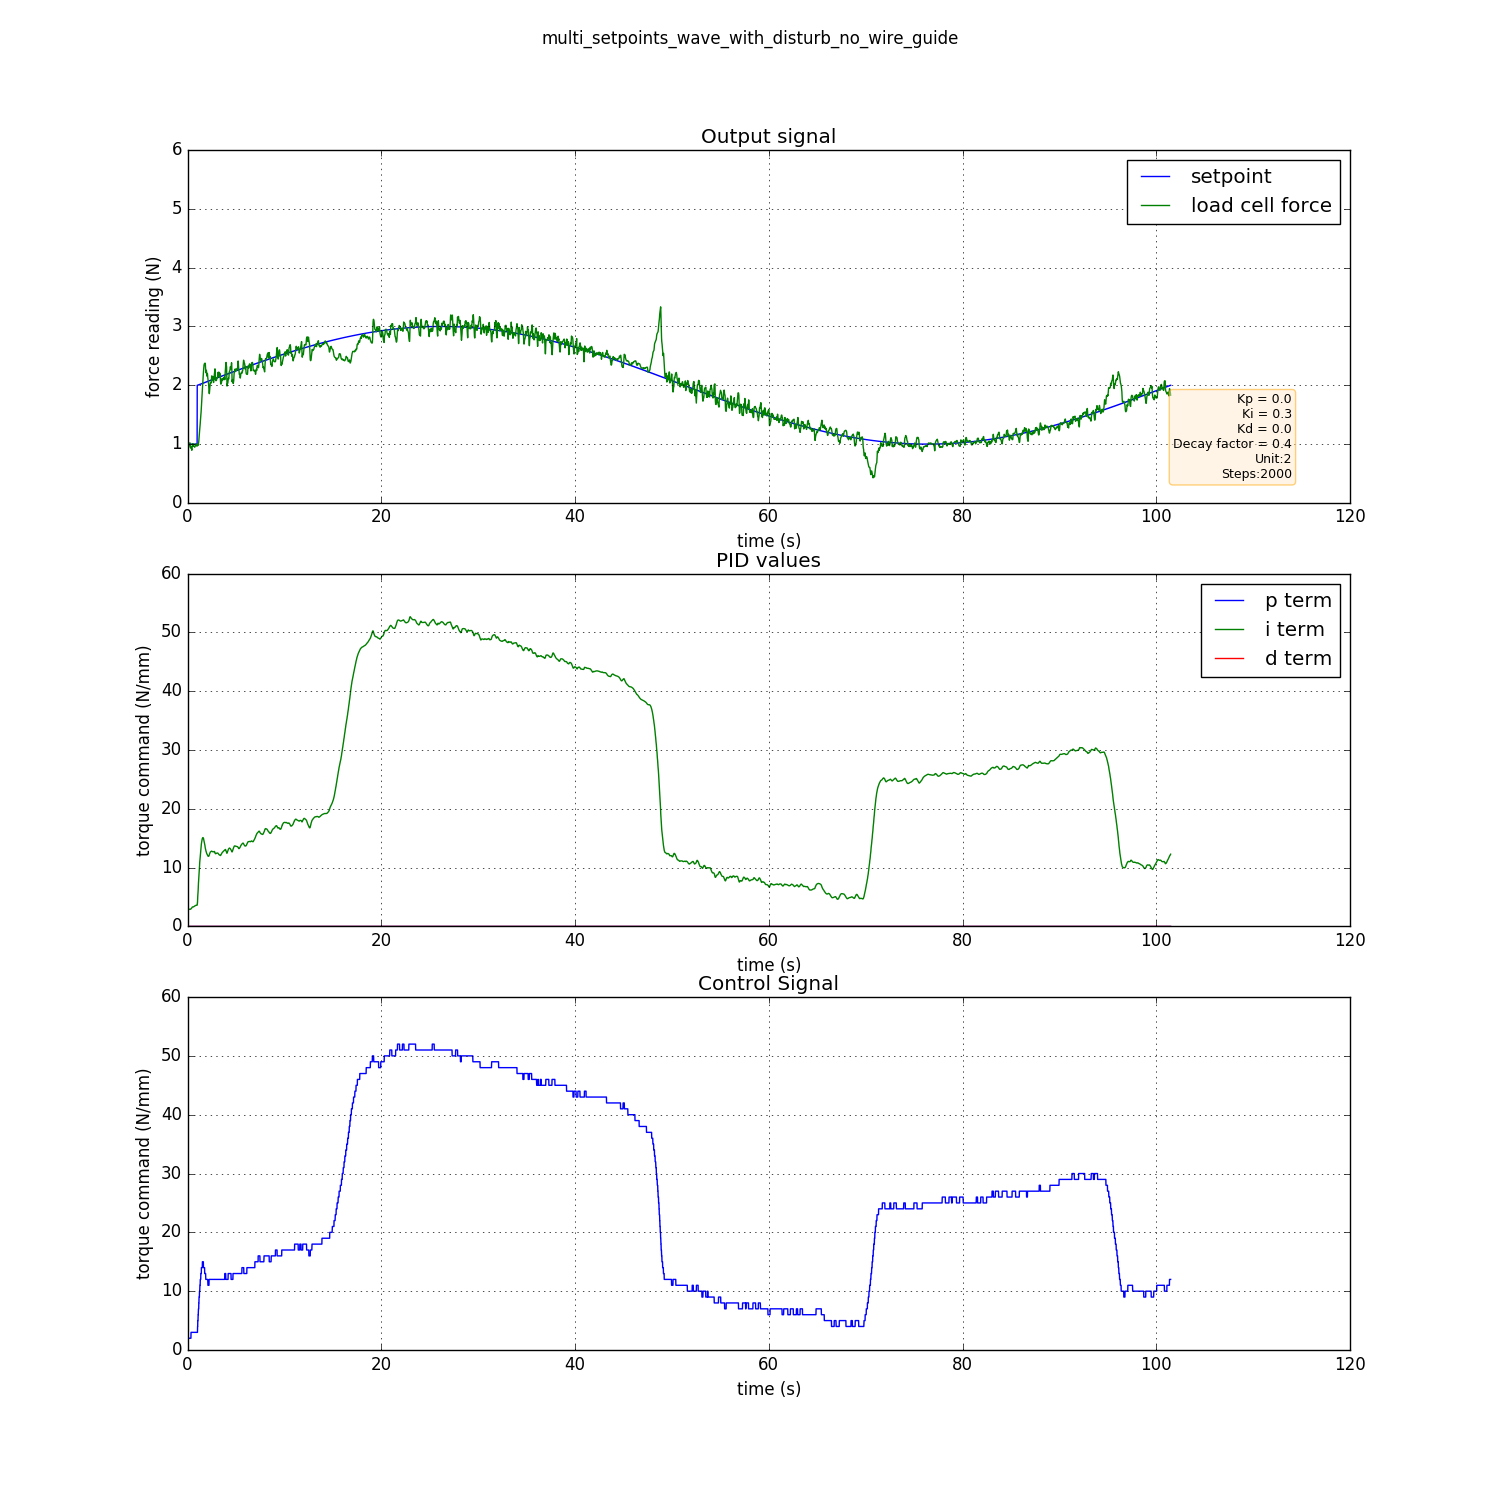 multi_setpoints_wave_with_disturb_no_wire_guide
Output signal
6
5
4
3
2
1
0
force reading (N)
setpoint
load cell force
Kp = 0.0
Ki = 0.3
Kd = 0.0
Decay factor = 0.4
Unit:2
Steps:2000
0 20 40 60 80 100 120
time (s)
PID values
60
50
40
30
20
10
0
torque command (N/mm)
p term
i term
d term
0 20 40 60 80 100 120
time (s)
Control Signal
60
50
40
30
20
10
0
torque command (N/mm)
0 20 40 60 80 100 120
time (s)